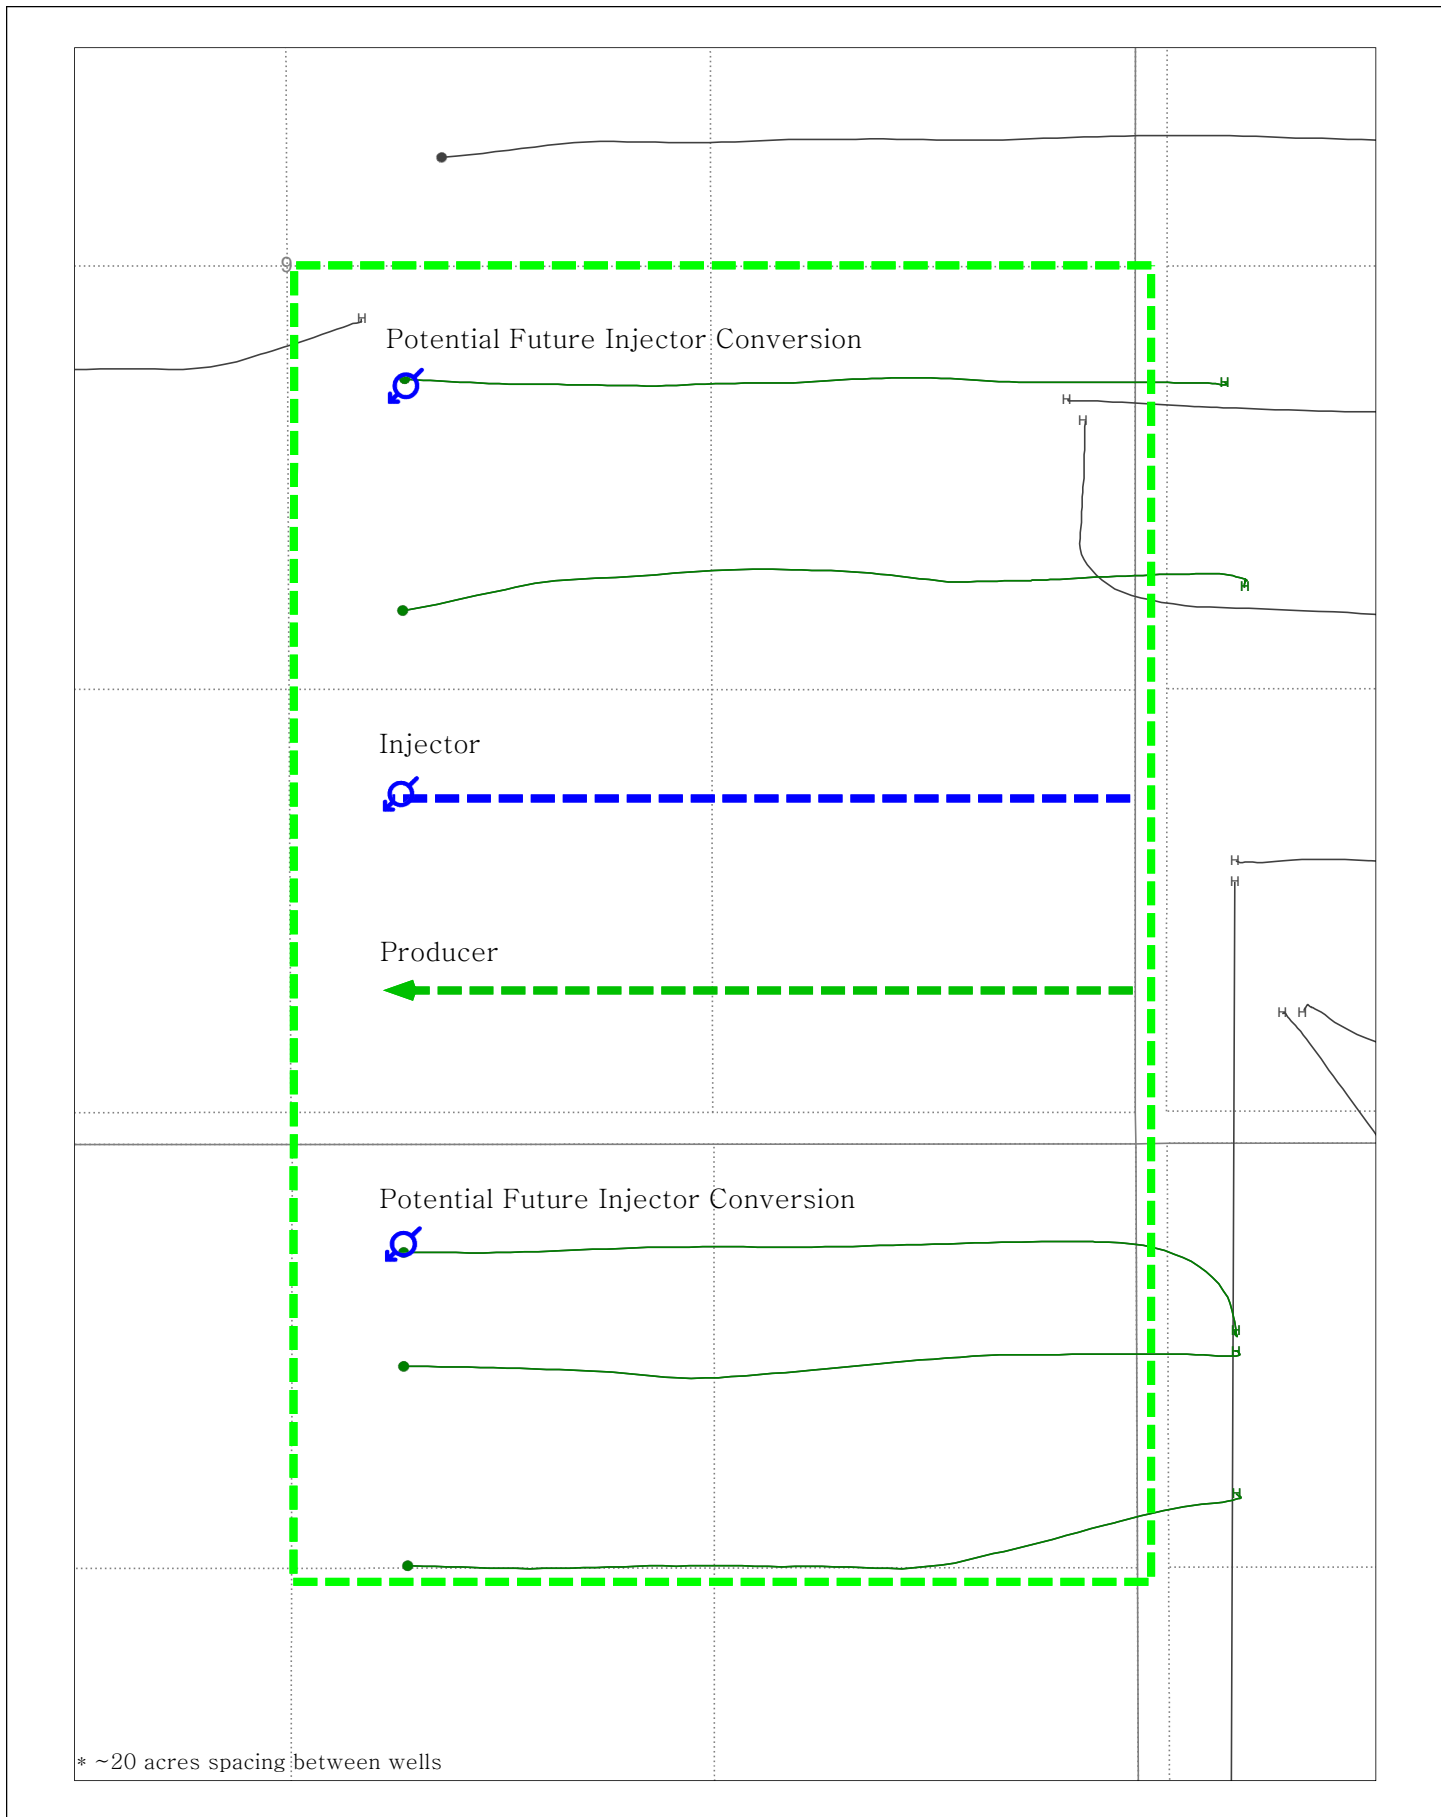 9
H
Potential Future Injector Conversion
H
H
H
H
Injector
H
H
Producer
H H
Potential Future Injector Conversion
H
H
H
* ~20 acres spacing between wells